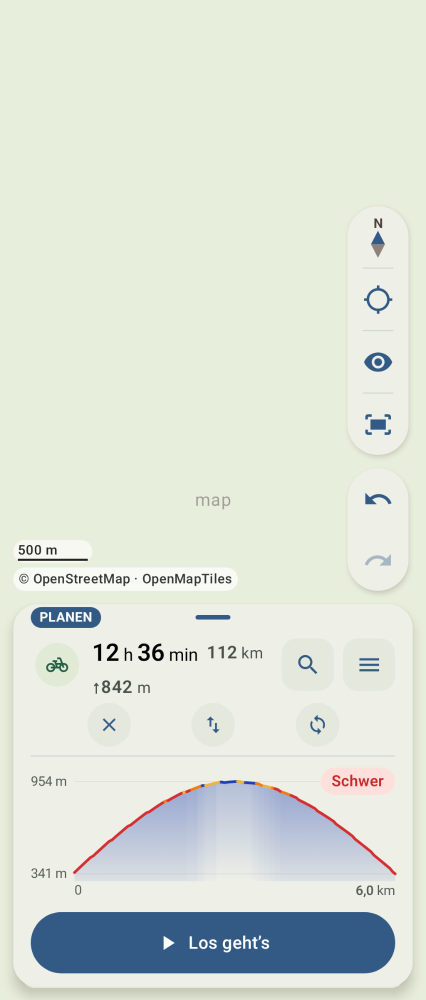 N
map
500 m
© OpenStreetMap · OpenMapTiles
PLANEN
12 h 36 min 112 km
↑842 m
954 m
Schwer
341 m
0
6,0 km
Los geht's